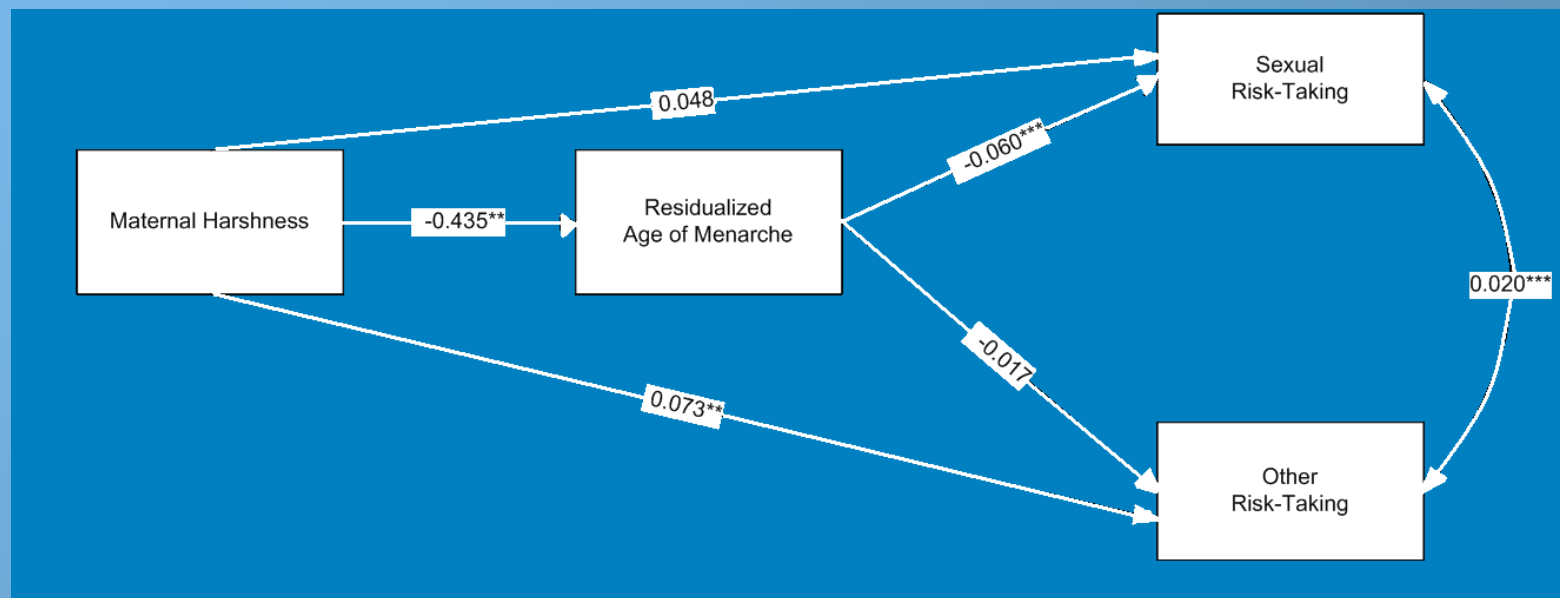 Sexual
Risk-Taking
0.048
-0.060***
Maternal Harshness
-0.435**
Residualized
Age of Menarche
0.020***
-0.017
0.073**
Other
Risk-Taking